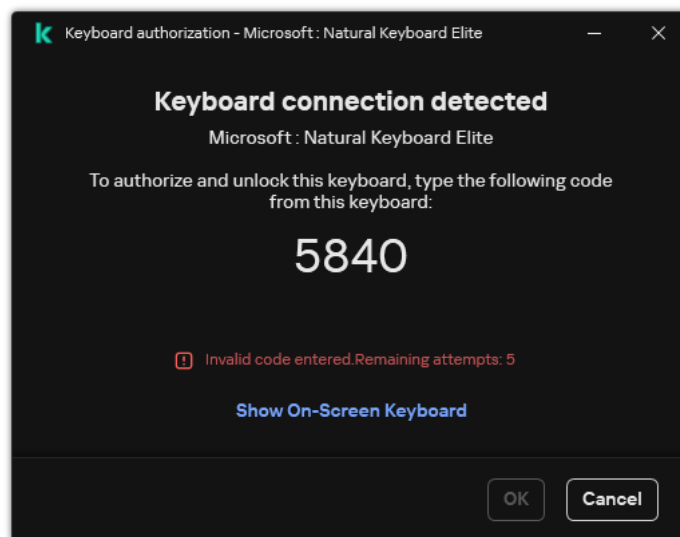 Keyboard authorization - Microsoft : Natural Keyboard Elite
Keyboard connection detected
Microsoft : Natural Keyboard Elite
To authorize and unlock this keyboard, type the following code
from this keyboard:
5840
Invalid code entered.Remaining attempts: 5
Show On-Screen Keyboard
OK
Cancel